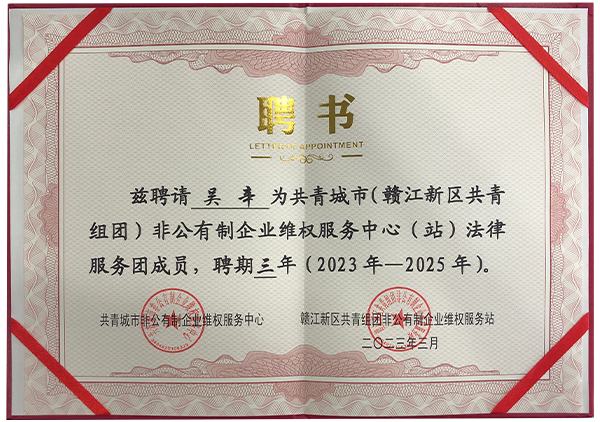 聘书
LETTER OF APPOINTMENT
兹聘请 吴 辛 为共青城市(赣江新区共青
组团)非公有制企业维权服务中心(站)法律
服务团成员,聘期三年(2023年—2025年)。
共青城市非公有制企业维权服务中心 赣江新区共青组团非公有制企业维权服务站
二〇二三年三月